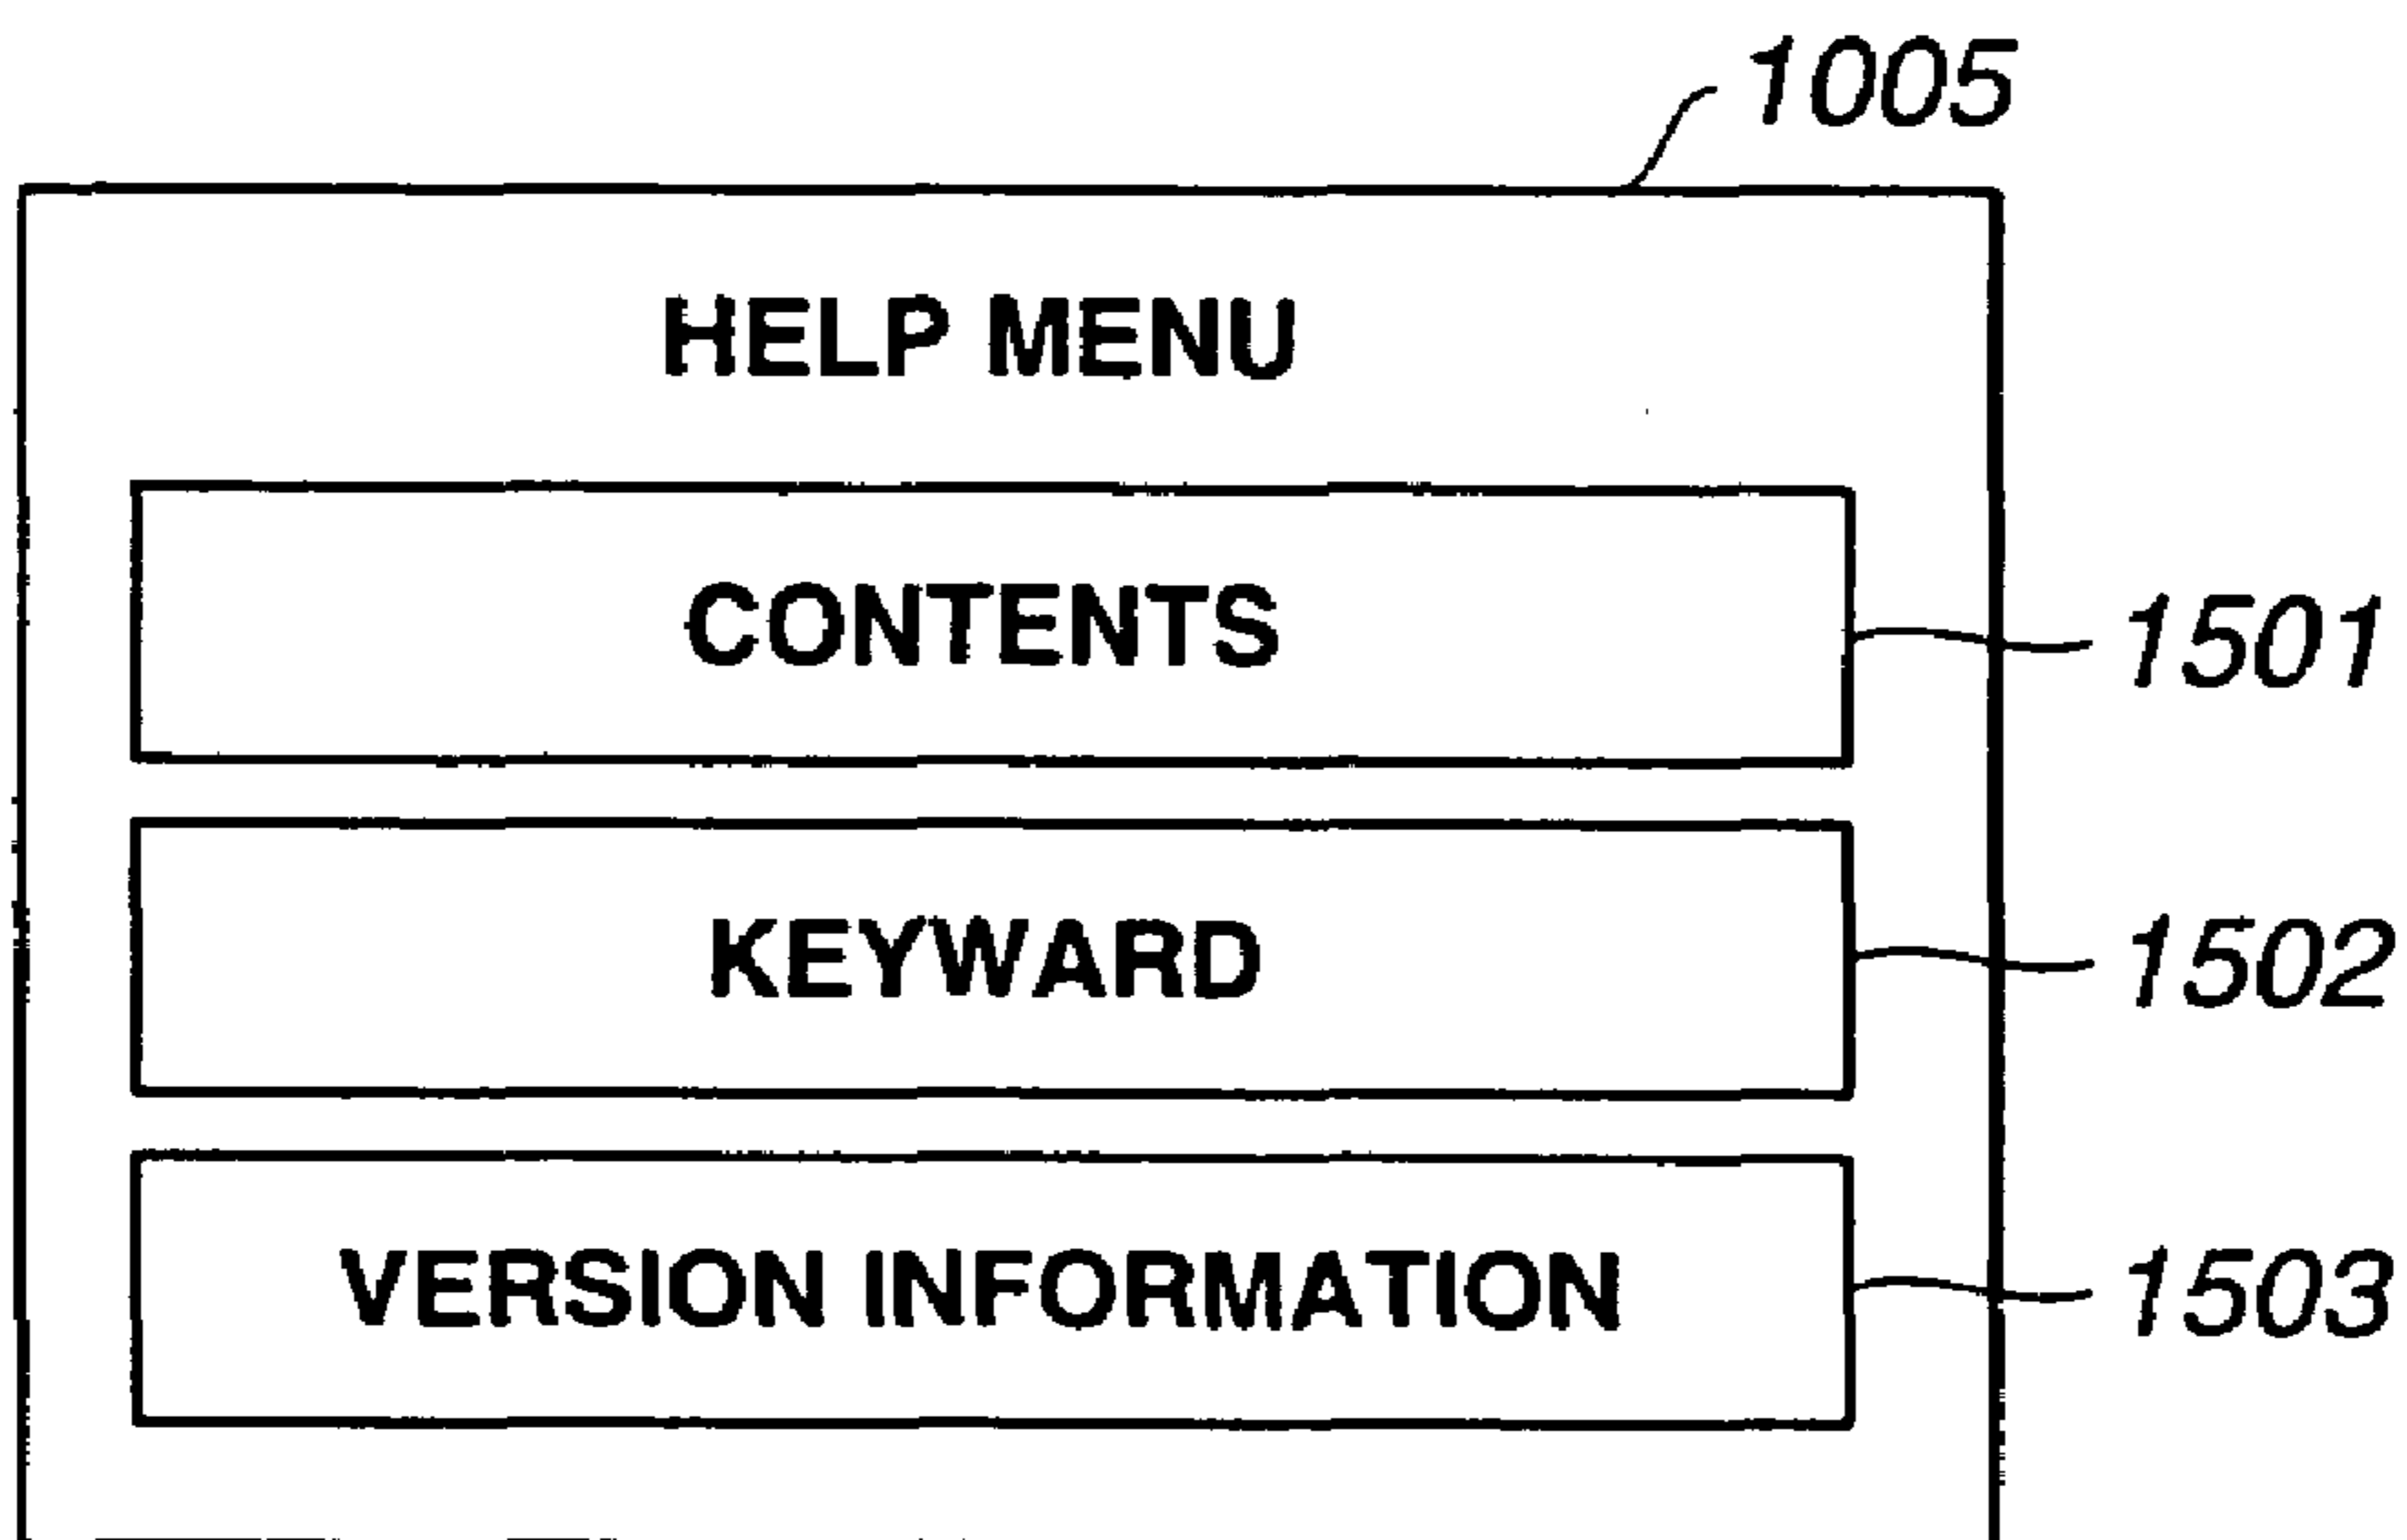 1005
HELP MENU
CONTENTS
1501
KEYWARD
1502
VERSION INFORMATION
1503